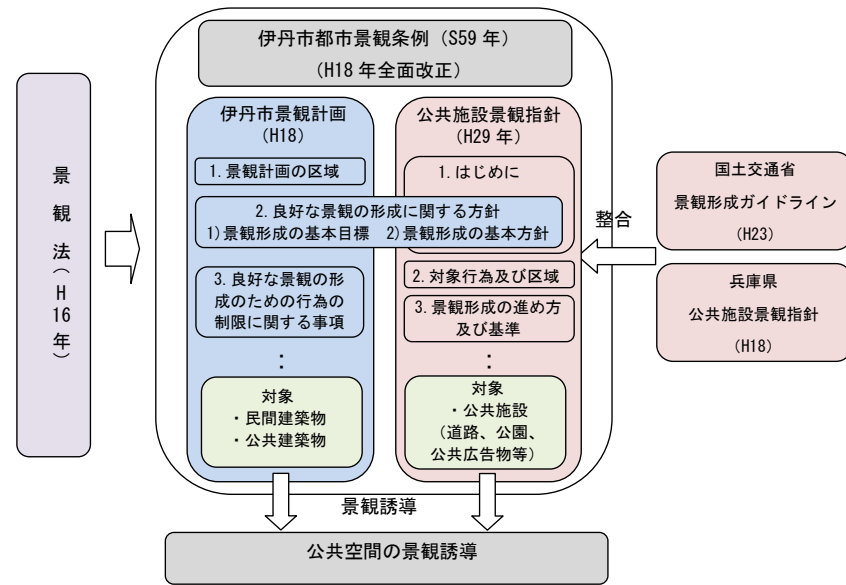 伊丹市都市景観条例（S59 年）
（H18 年全面改正）
景観法（H16年）
伊丹市景観計画
(H18)
1. 景観計画の区域
2. 良好な景観の形成に関する方針
1)景観形成の基本目標 2)景観形成の基本方針
3. 良好な景観の形
成のための行為の
制限に関する事項
：
対象
・民間建築物
・公共建築物
公共施設景観指針
(H29 年)
1. はじめに
2. 対象行為及び区域
3. 景観形成の進め方
及び基準
：
対象
・公共施設
（道路、公園、
公共広告物等）
整合
国土交通省
景観形成ガイドライン
(H23)
兵庫県
公共施設景観指針
(H18)
景観誘導
公共空間の景観誘導